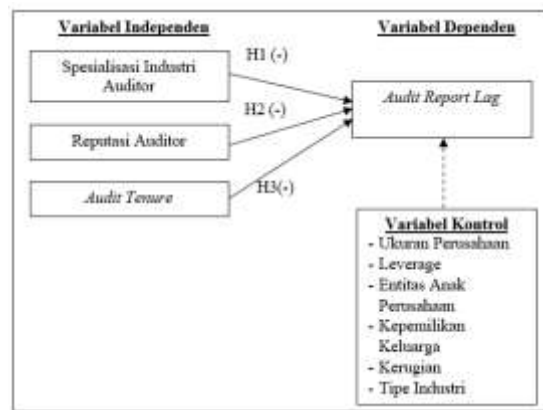 Variabel Independen
Variabel Dependen
Spesialisasi Industri
Auditor
H1 (-)
Audit Report Lag
H2 (-)
Reputasi Auditor
Audit Tenure
H3(-)
Variabel Kontrol
- Ukuran Perusahaan
- Leverage
- Entitas Anak
Perusahaan
- Kepemilikan
Keluarga
- Kerugian
- Tipe Industri